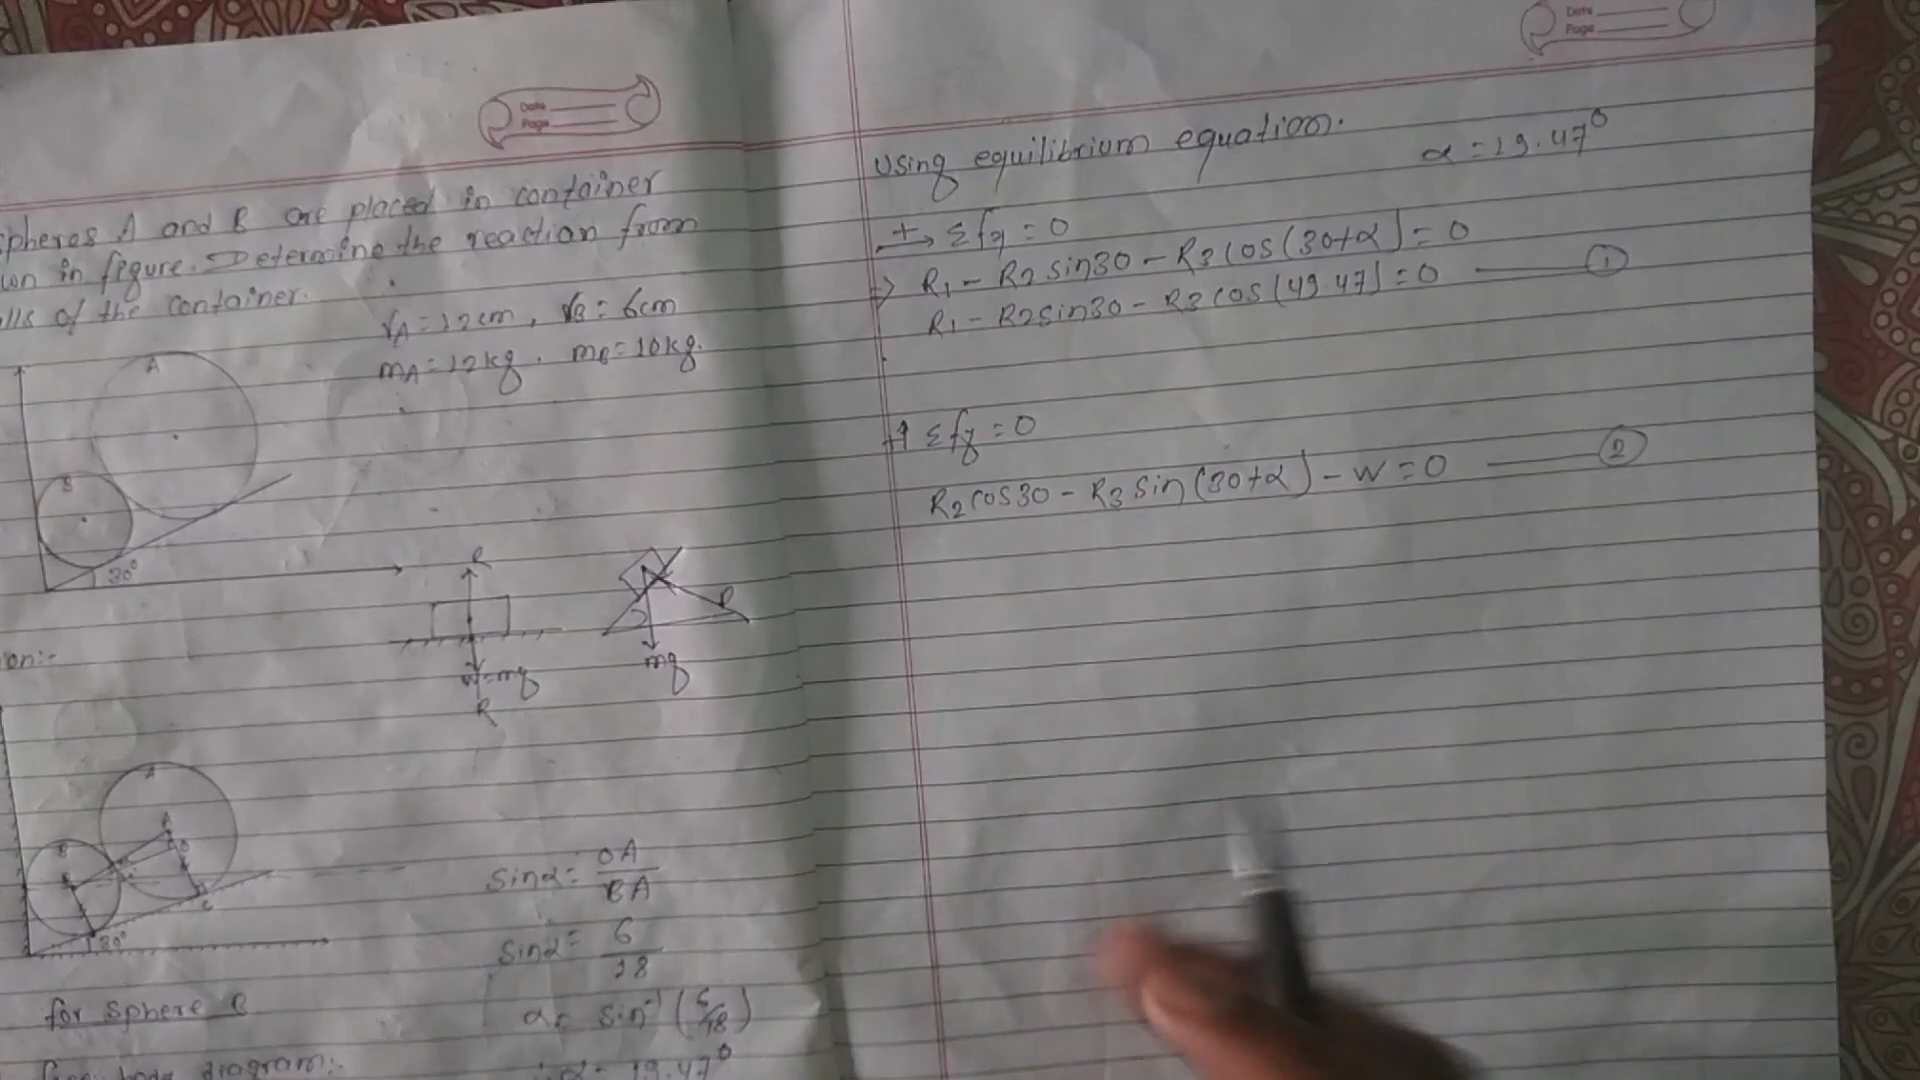 Date
Page
spheres A and B are placed in container
in figure. Determine the reaction from
of the container.
rA = 12cm, rB = 6cm
mA = 12kg. mB = 10kg.
A
B
30°
R
W=mg
R
R
mg
on:-
A
A
O
B
B
C
30°
sinα = OA/BA
sinα = 6/18
α = sin⁻¹(6/18)
∴ α = 19.47°
for sphere B
body diagram:-
Date
Page
Using equilibrium equation.
α = 19.47°
+→ Σfx = 0
⇒ R1 - R2 sin30 - R3 cos(30+α) = 0
R1 - R2 sin30 - R3 cos(49.47) = 0 —— ①
+↑ Σfy = 0
R2 cos30 - R3 sin(30+α) - W = 0 —— ②